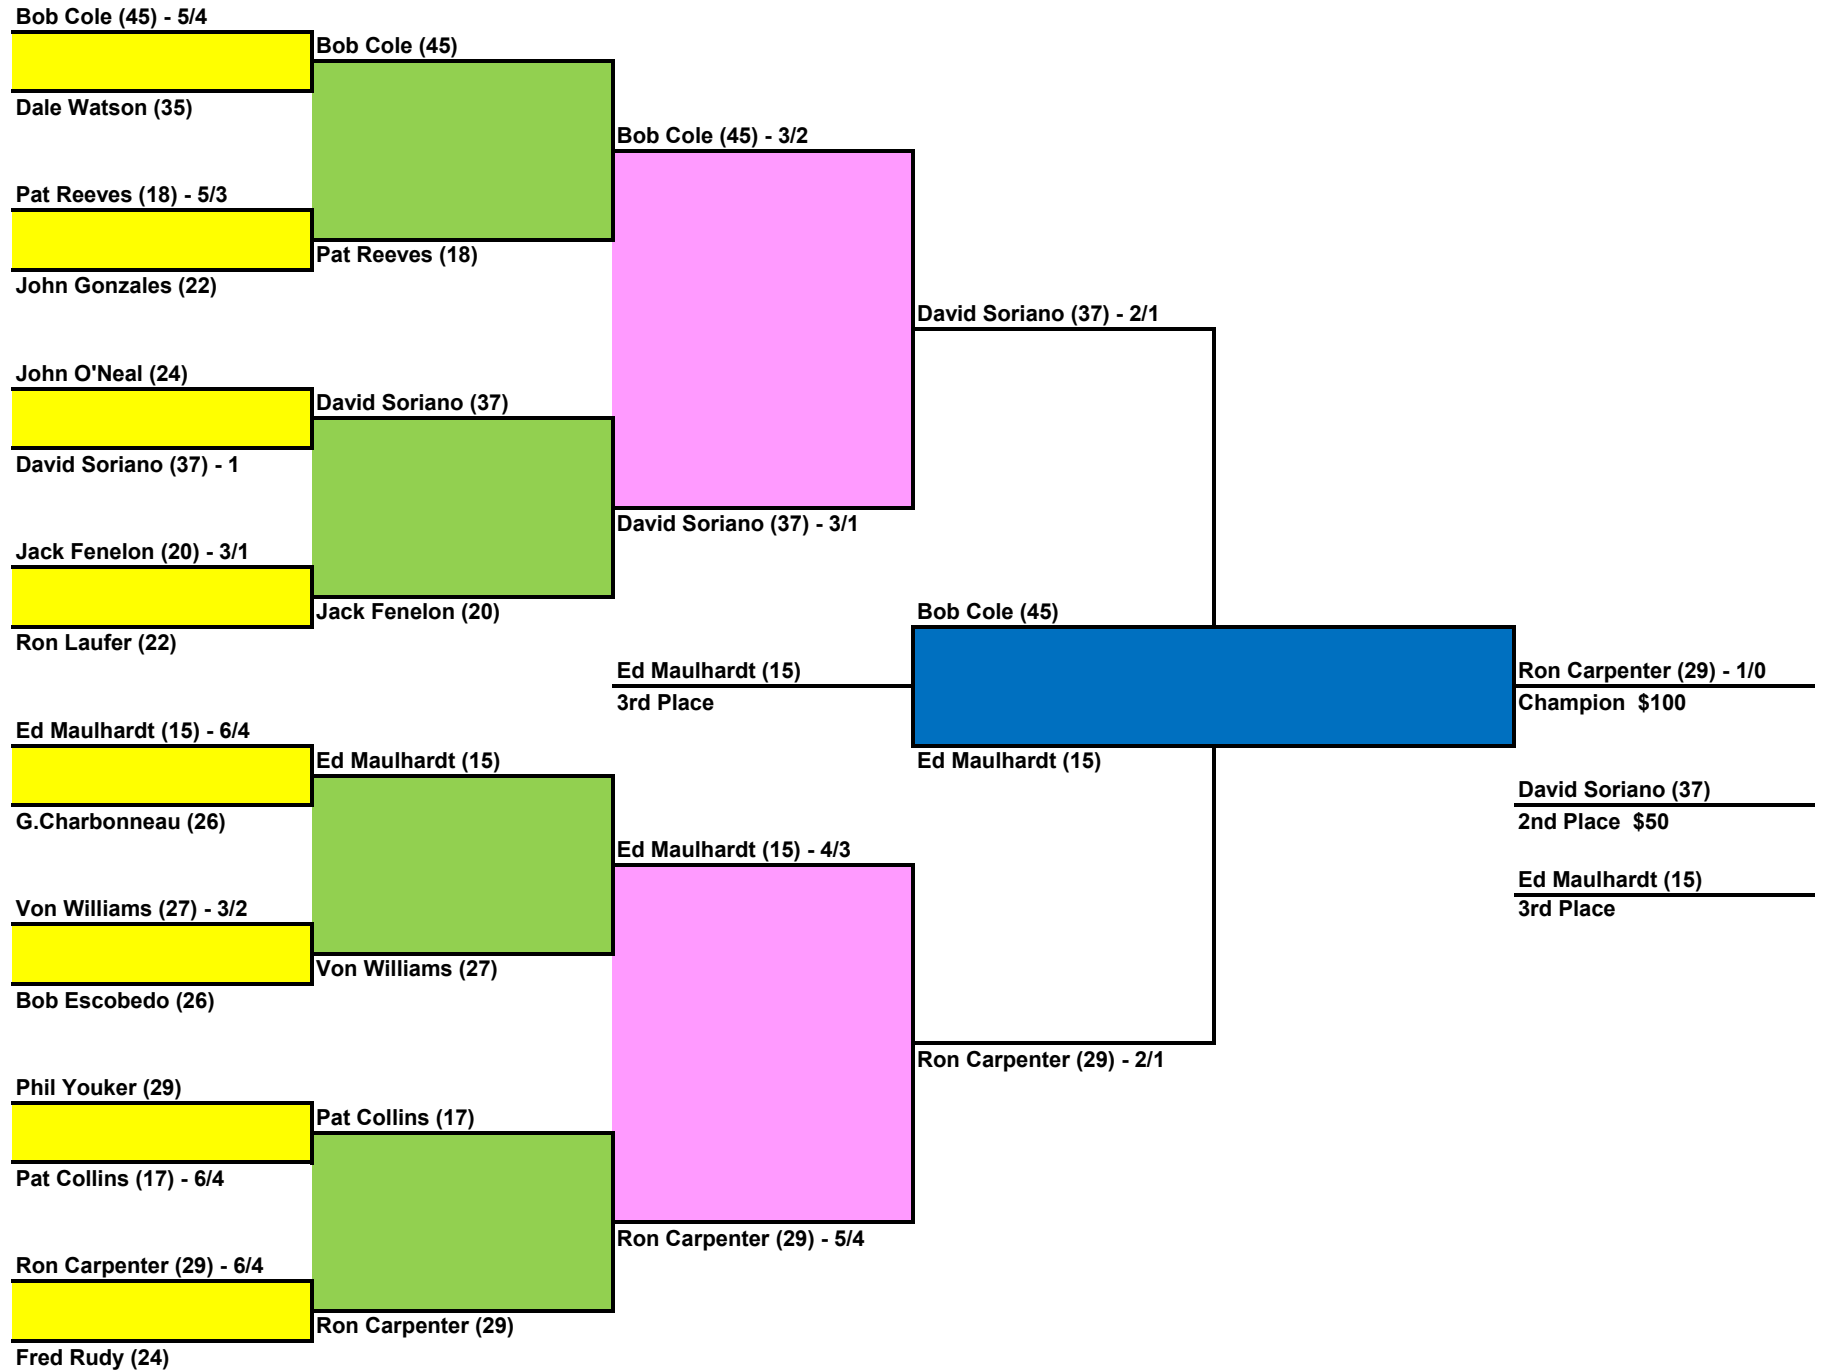 Bob Cole (45) - 5/4
Dale Watson (35)
Pat Reeves (18) - 5/3
John Gonzales (22)
John O'Neal (24)
David Soriano (37) - 1
Jack Fenelon (20) - 3/1
Ron Laufer (22)
Ed Maulhardt (15) - 6/4
G.Charbonneau (26)
Von Williams (27) - 3/2
Bob Escobedo (26)
Phil Youker (29)
Pat Collins (17) - 6/4
Ron Carpenter (29) - 6/4
Fred Rudy (24)
Bob Cole (45)
Pat Reeves (18)
David Soriano (37)
Jack Fenelon (20)
Ed Maulhardt (15)
Von Williams (27)
Pat Collins (17)
Ron Carpenter (29)
Bob Cole (45) - 3/2
David Soriano (37) - 3/1
Ed Maulhardt (15)
3rd Place
Ed Maulhardt (15) - 4/3
Ron Carpenter (29) - 5/4
David Soriano (37) - 2/1
Bob Cole (45)
Ed Maulhardt (15)
Ron Carpenter (29) - 2/1
Ron Carpenter (29) - 1/0
Champion $100
David Soriano (37)
2nd Place $50
Ed Maulhardt (15)
3rd Place